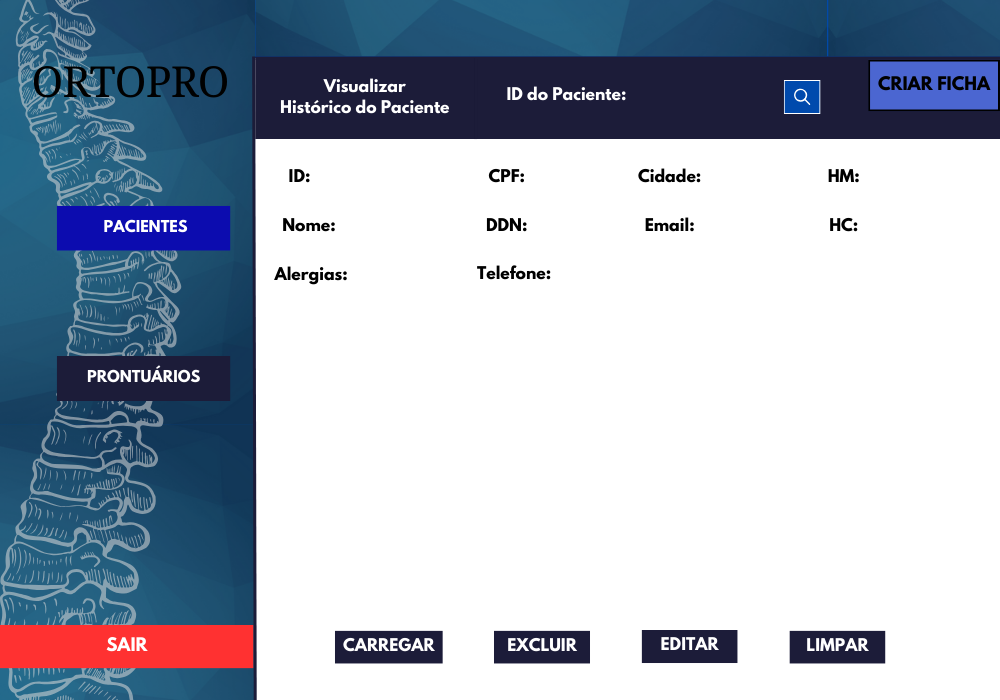 ORTOPRO
PACIENTES
PRONTUÁRIOS
SAIR
Visualizar
Histórico do Paciente
ID do Paciente:
CRIAR FICHA
ID:
CPF:
Cidade:
HM:
Nome:
DDN:
Email:
HC:
Alergias:
Telefone:
CARREGAR
EXCLUIR
EDITAR
LIMPAR